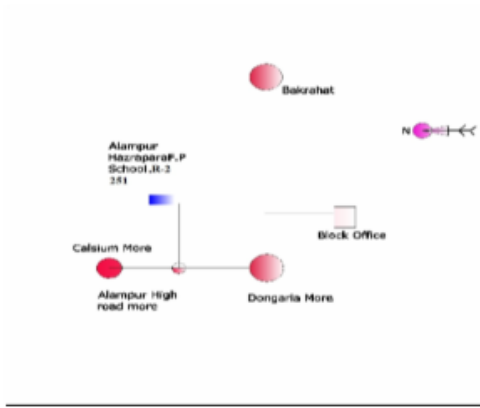 Bakrahat
N
Alampur
HazraparaF.P
School,R-2
251
Block Office
Calsium More
Alampur High
road more
Dongaria More